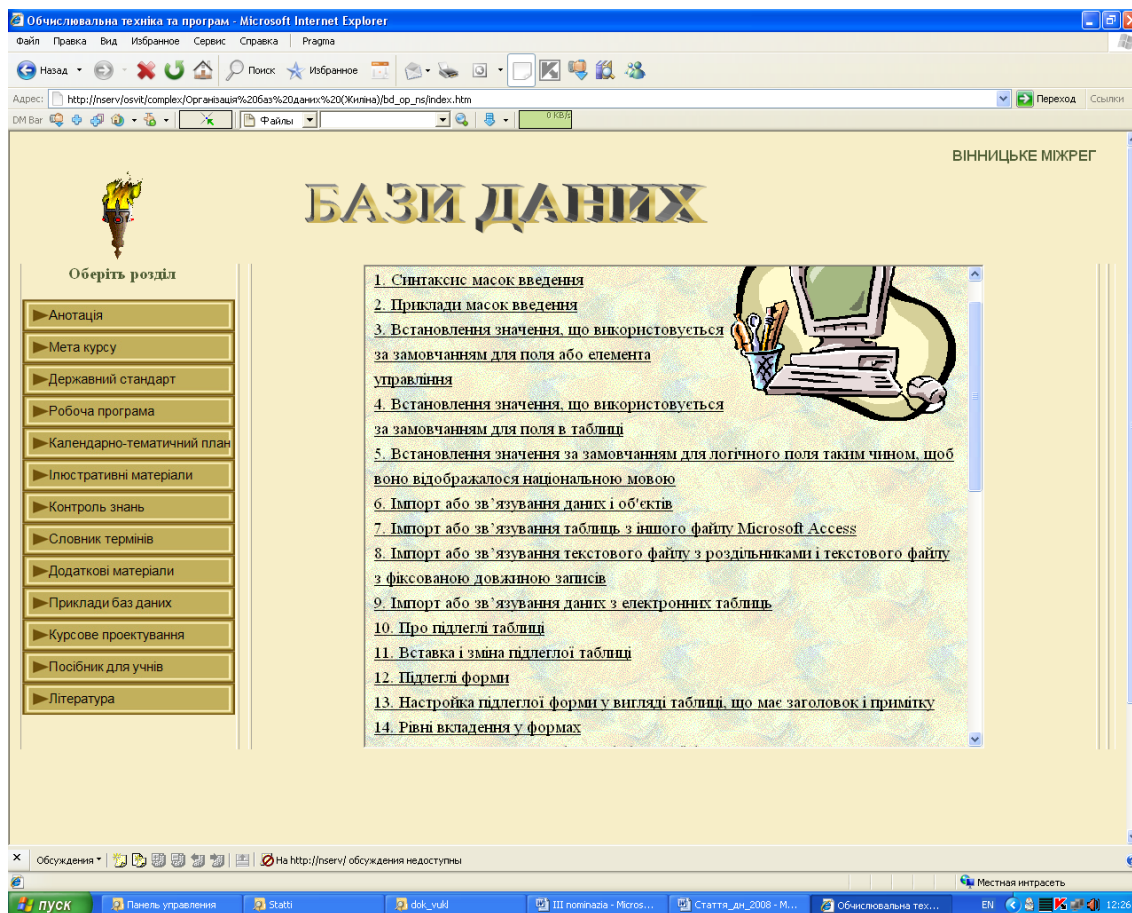 Обчислювальна техніка та програм - Microsoft Internet Explorer
Файл Правка Вид Избранное Сервис Справка Pragma
Назад Поиск Избранное
Адрес: http://nserv/osvit/complex/Організація%20баз%20даних%20(Жиліна)/bd_op_ns/index.htm Переход Ссылки
DM Bar Файлы 0 KB/s
ВІННИЦЬКЕ МІЖРЕГ
БАЗИ ДАНИХ
Оберіть розділ
Анотація
Мета курсу
Державний стандарт
Робоча програма
Календарно-тематичний план
Ілюстративні матеріали
Контроль знань
Словник термінів
Додаткові матеріали
Приклади баз даних
Курсове проектування
Посібник для учнів
Література
1. Синтаксис масок введення
2. Приклади масок введення
3. Встановлення значення, що використовується
за замовчанням для поля або елемента
управління
4. Встановлення значення, що використовується
за замовчанням для поля в таблиці
5. Встановлення значення за замовчанням для логічного поля таким чином, щоб
воно відображалося національною мовою
6. Імпорт або зв’язування даних і об'єктів
7. Імпорт або зв’язування таблиць з іншого файлу Microsoft Access
8. Імпорт або зв’язування текстового файлу з роздільниками і текстового файлу
з фіксованою довжиною записів
9. Імпорт або зв’язування даних з електронних таблиць
10. Про підлеглі таблиці
11. Вставка і зміна підлеглої таблиці
12. Підлеглі форми
13. Настройка підлеглої форми у вигляді таблиці, що має заголовок і примітку
14. Рівні вкладення у формах
Обсуждения На http://nserv/ обсуждения недоступны
Местная интрасеть
пуск Панель управления Statti dok_vukl III nominazia - Micros... Стаття_дн_2008 - M... Обчислювальна тех... EN 12:26